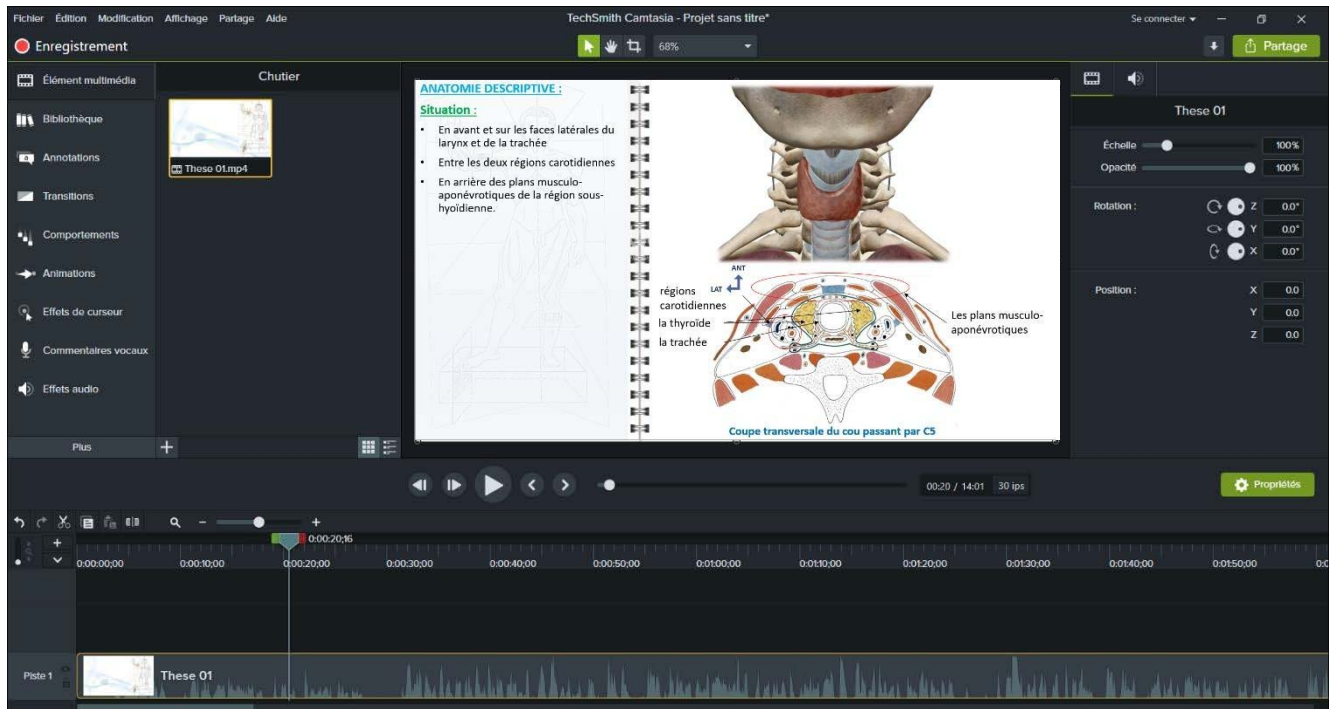 Fichier Édition Modification Affichage Partage Aide
TechSmith Camtasia - Projet sans titre*
Se connecter
Enregistrement
68%
Partage
Élément multimédia
Bibliothèque
Annotations
Transitions
Comportements
Animations
Effets de curseur
Commentaires vocaux
Effets audio
Plus
Chutier
These 01.mp4
ANATOMIE DESCRIPTIVE :
Situation :
• En avant et sur les faces latérales du
larynx et de la trachée
• Entre les deux régions carotidiennes
• En arrière des plans musculo-
aponévrotiques de la région sous-
hyoïdienne.
ANT
LAT
régions
carotidiennes
la thyroïde
la trachée
Les plans musculo-
aponévrotiques
Coupe transversale du cou passant par C5
These 01
Échelle 100%
Opacité 100%
Rotation : Z 0.0°
Y 0.0°
X 0.0°
Position : X 0.0
Y 0.0
Z 0.0
00:20 / 14:01 30 ips
Propriétés
0:00:20;16
0:00:00;00 0:00:10;00 0:00:20;00 0:00:30;00 0:00:40;00 0:00:50;00 0:01:00;00 0:01:10;00 0:01:20;00 0:01:30;00 0:01:40;00 0:01:50;00 0:0
Piste 1
These 01